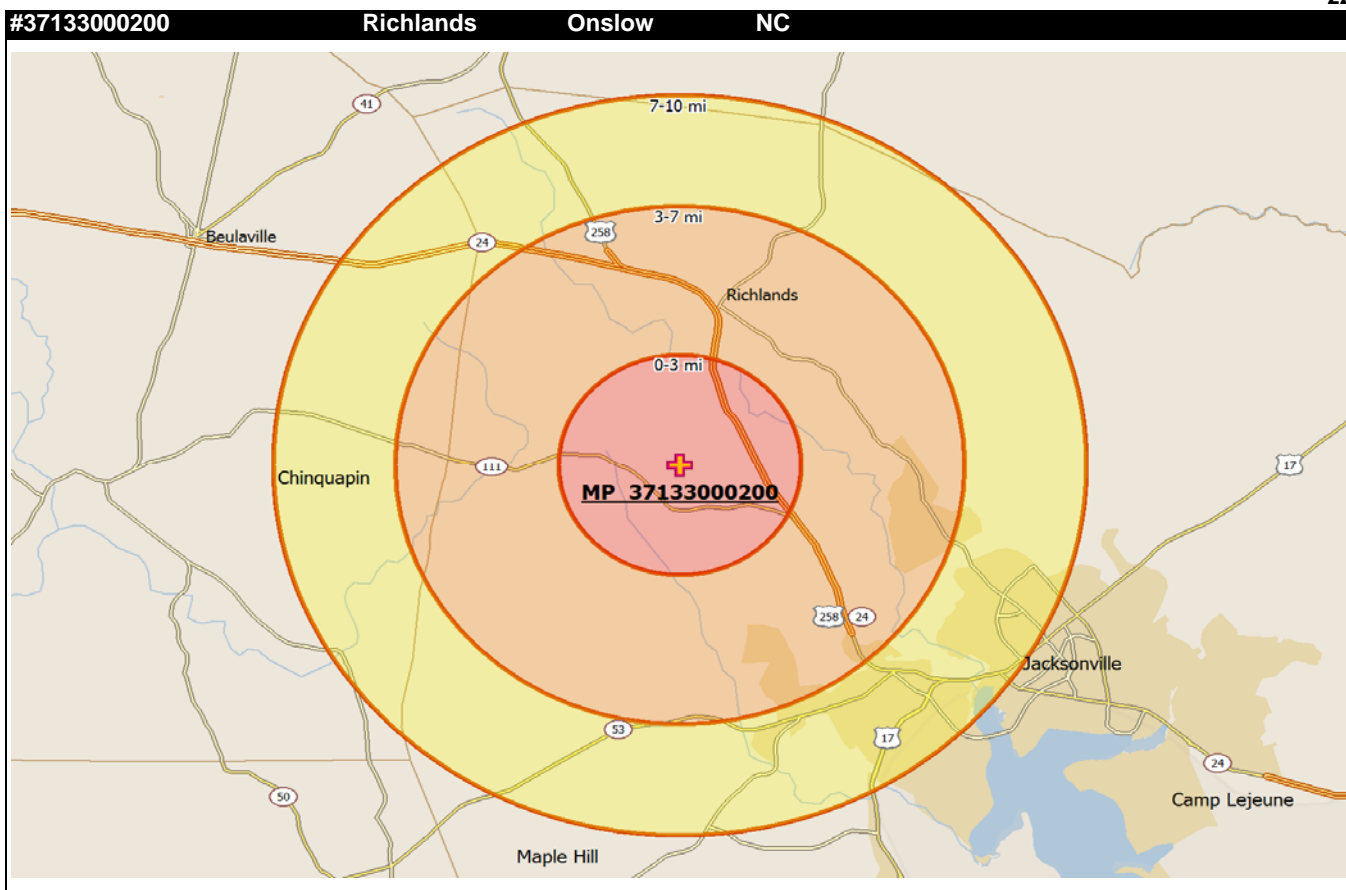 #37133000200 Richlands Onslow NC
7-10 mi
41
3-7 mi
258
Beulaville
24
Richlands
0-3 mi
17
111
Chinquapin
MP 37133000200
258 24
Jacksonville
53
17
24
50
Camp Lejeune
Maple Hill